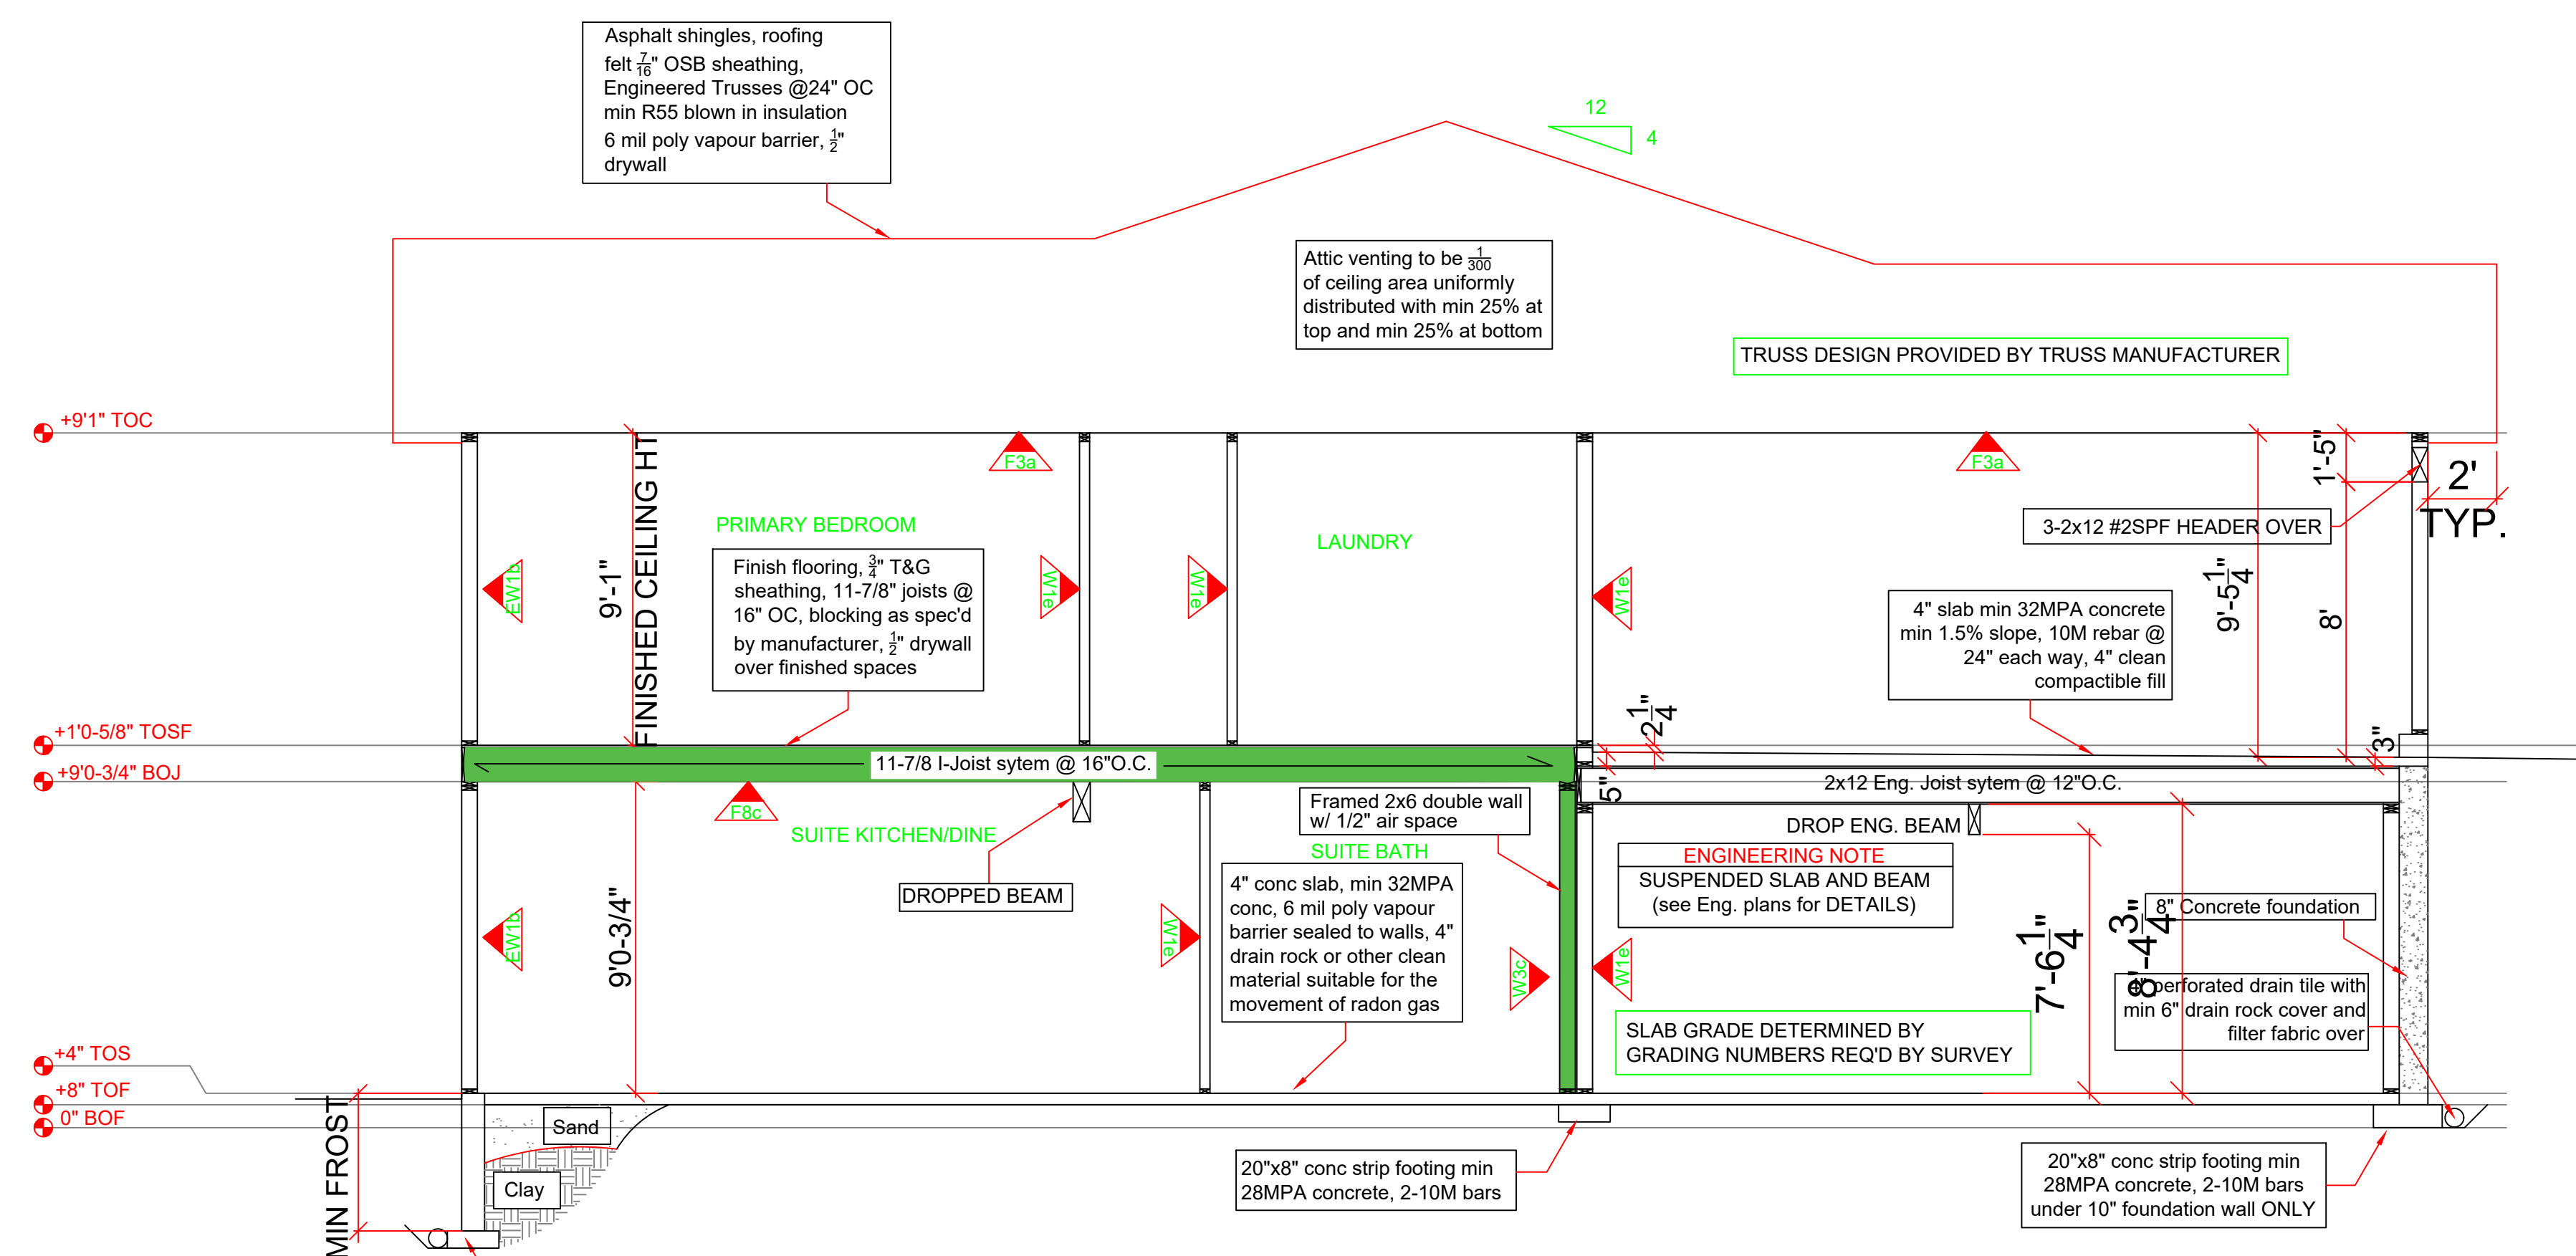 Asphalt shingles, roofing
felt 7/16" OSB sheathing,
Engineered Trusses @24" OC
min R55 blown in insulation
6 mil poly vapour barrier, 1/2"
drywall
12
4
Attic venting to be 1/300
of ceiling area uniformly
distributed with min 25% at
top and min 25% at bottom
TRUSS DESIGN PROVIDED BY TRUSS MANUFACTURER
+9'1" TOC
F3a
F3a
1'-5"
2'
TYP.
9'-1"
FINISHED CEILING HT
PRIMARY BEDROOM
LAUNDRY
3-2x12 #2SPF HEADER OVER
Finish flooring, 3/4" T&G
sheathing, 11-7/8" joists @
16" OC, blocking as spec'd
by manufacturer, 1/2" drywall
over finished spaces
EW1b
W1e
W1e
W1e
4" slab min 32MPA concrete
min 1.5% slope, 10M rebar @
24" each way, 4" clean
compactible fill
9'-5 1/4"
8'
2 1/4"
3"
+1'0-5/8" TOSF
+9'0-3/4" BOJ
11-7/8 I-Joist sytem @ 16"O.C.
5"
2x12 Eng. Joist sytem @ 12"O.C.
F8c
SUITE KITCHEN/DINE
DROPPED BEAM
Framed 2x6 double wall
w/ 1/2" air space
SUITE BATH
DROP ENG. BEAM
ENGINEERING NOTE
SUSPENDED SLAB AND BEAM
(see Eng. plans for DETAILS)
4" conc slab, min 32MPA
conc, 6 mil poly vapour
barrier sealed to walls, 4"
drain rock or other clean
material suitable for the
movement of radon gas
EW1b
9'0-3/4"
W1e
W3c
W1e
7'-6 1/4"
8'-4 3/4"
8" Concrete foundation
4" perforated drain tile with
min 6" drain rock cover and
filter fabric over
SLAB GRADE DETERMINED BY
GRADING NUMBERS REQ'D BY SURVEY
+4" TOS
+8" TOF
0" BOF
MIN FROST
Sand
Clay
20"x8" conc strip footing min
28MPA concrete, 2-10M bars
20"x8" conc strip footing min
28MPA concrete, 2-10M bars
under 10" foundation wall ONLY